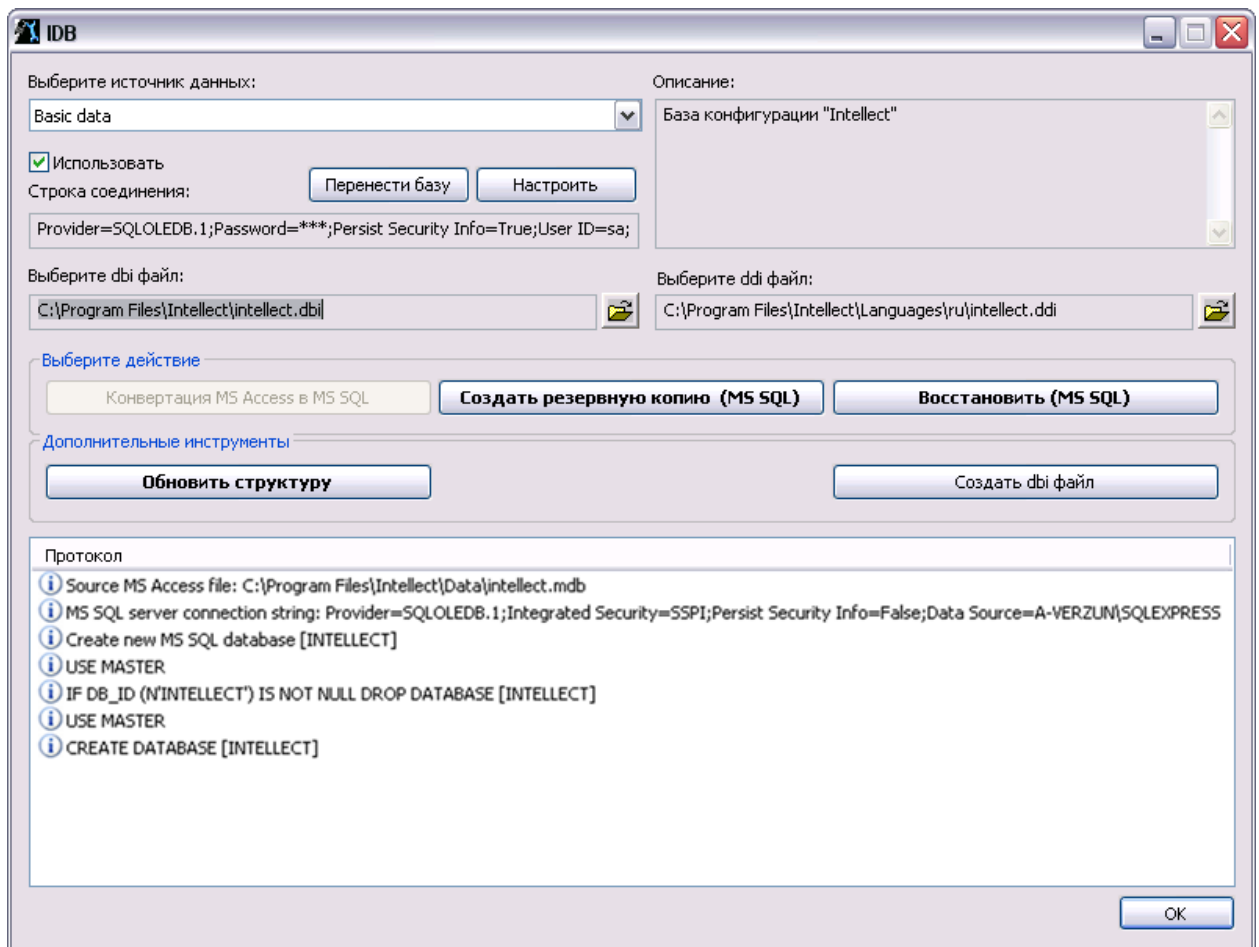 IDB
Выберите источник данных:
Описание:
Basic data
База конфигурации "Intellect"
Использовать
Строка соединения:
Перенести базу
Настроить
Provider=SQLOLEDB.1;Password=***;Persist Security Info=True;User ID=sa;
Выберите dbi файл:
Выберите ddi файл:
C:\Program Files\Intellect\intellect.dbi
C:\Program Files\Intellect\Languages\ru\intellect.ddi
Выберите действие
Конвертация MS Access в MS SQL
Создать резервную копию (MS SQL)
Восстановить (MS SQL)
Дополнительные инструменты
Обновить структуру
Создать dbi файл
Протокол
Source MS Access file: C:\Program Files\Intellect\Data\intellect.mdb
MS SQL server connection string: Provider=SQLOLEDB.1;Integrated Security=SSPI;Persist Security Info=False;Data Source=A-VERZUN\SQLEXPRESS
Create new MS SQL database [INTELLECT]
USE MASTER
IF DB_ID (N'INTELLECT') IS NOT NULL DROP DATABASE [INTELLECT]
USE MASTER
CREATE DATABASE [INTELLECT]
OK